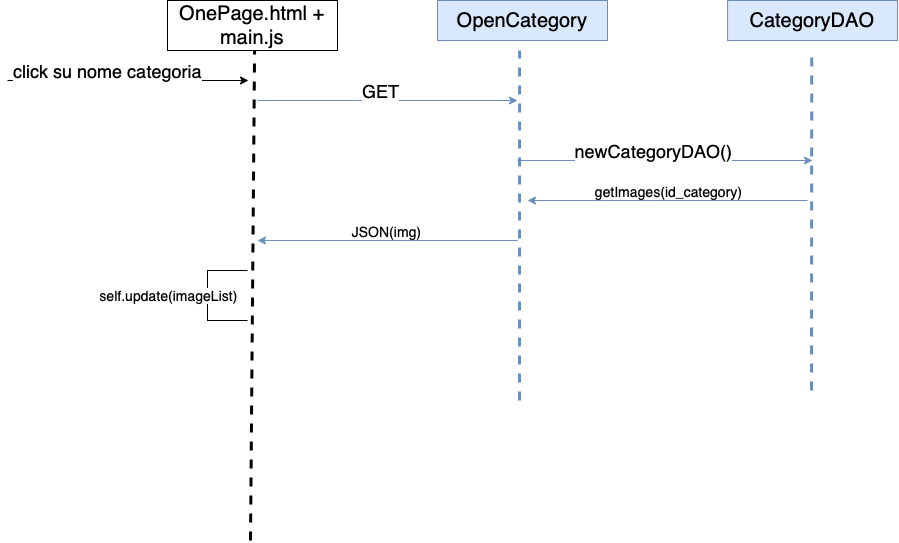 OnePage.html +
main.js
OpenCategory
CategoryDAO
_click su nome categoria
GET
newCategoryDAO()
getImages(id_category)
JSON(img)
self.update(imageList)